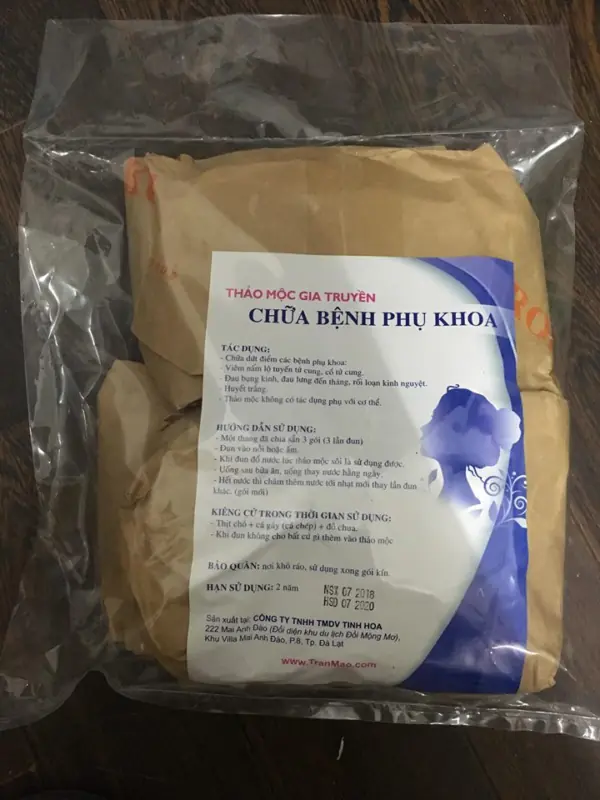 THẢO MỘC GIA TRUYỀN
CHỮA BỆNH PHỤ KHOA
TÁC DỤNG:
- Chữa dứt điểm các bệnh phụ khoa:
- Viêm nấm lộ tuyến tử cung, cổ tử cung.
- Đau bụng kinh, đau lưng đến tháng, rối loạn kinh nguyệt.
- Huyết trắng.
- Thảo mộc không có tác dụng phụ với cơ thể.
HƯỚNG DẪN SỬ DỤNG:
- Một thang đã chia sẵn 3 gói (3 lần đun)
- Đun vào nồi hoặc ấm.
- Khi đun đổ nước lúc thảo mộc sôi là sử dụng được.
- Uống sau bữa ăn, uống thay nước hằng ngày.
- Hết nước thì châm thêm nước tới nhạt mới thay lần đun
khác. (gói mới)
KIÊNG CỮ TRONG THỜI GIAN SỬ DỤNG:
- Thịt chó + cá gáy (cá chép) + đồ chua.
- Khi đun không cho bất cứ gì thêm vào thảo mộc
BẢO QUẢN: nơi khô ráo, sử dụng xong gói kín.
HẠN SỬ DỤNG: 2 năm
NSX 07 2018
HSD 07 2020
Sản xuất tại: CÔNG TY TNHH TMDV TINH HOA
222 Mai Anh Đào (Đối diện khu du lịch Đồi Mộng Mơ),
Khu Villa Mai Anh Đào, P.8, Tp. Đà Lạt
www.TranMao.com